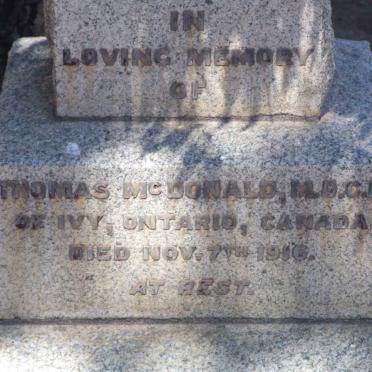 IN
LOVING MEMORY
OF
THOMAS McDONALD, M.D.C.M
OF IVY, ONTARIO, CANADA
DIED NOV. 7TH 1916.
AT REST.